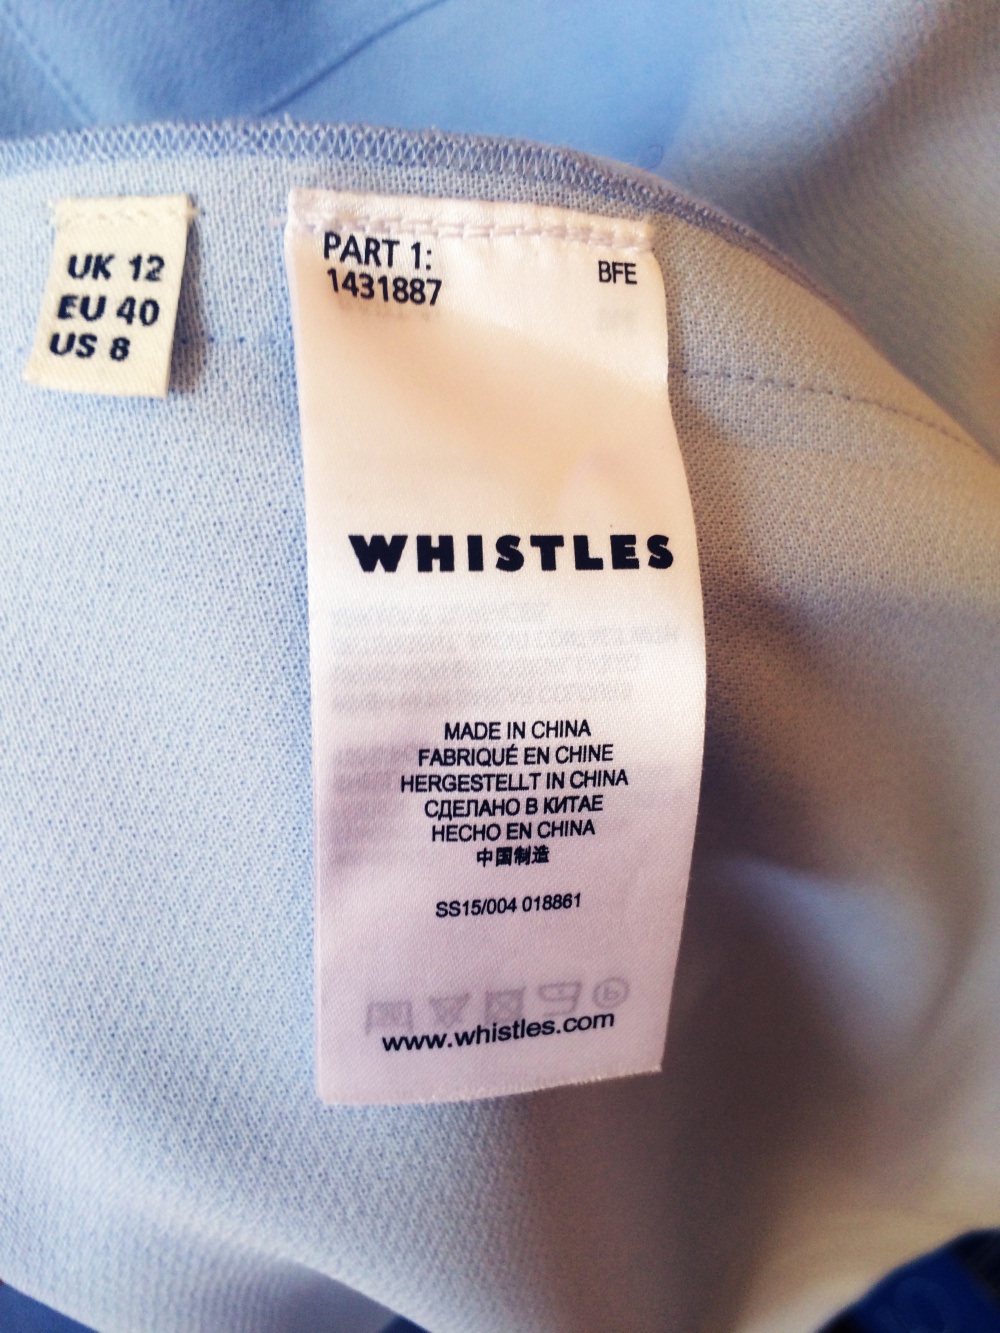 UK 12
EU 40
US 8
PART 1:
1431887
BFE
WHISTLES
MADE IN CHINA
FABRIQUÉ EN CHINE
HERGESTELLT IN CHINA
СДЕЛАНО В КИТАЕ
HECHO EN CHINA
中国制造
SS15/004 018861
www.whistles.com